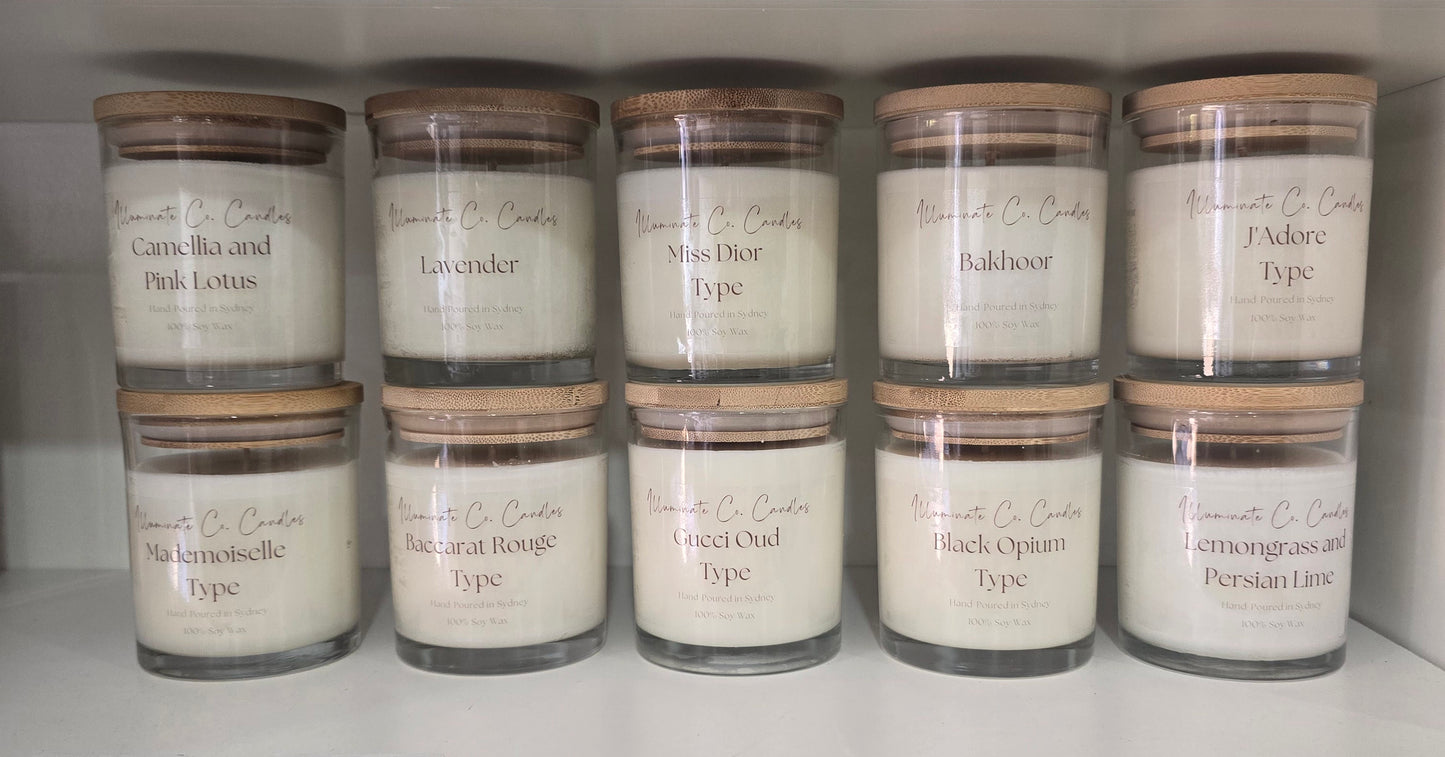 Illuminate Co. Candles
Camellia and
Pink Lotus
Hand Poured in Sydney
100% Soy Wax
Illuminate Co. Candles
Lavender
Hand Poured in Sydney
100% Soy Wax
Illuminate Co. Candles
Miss Dior
Type
Hand Poured in Sydney
100% Soy Wax
Illuminate Co. Candles
Bakhoor
Hand Poured in Sydney
100% Soy Wax
Illuminate Co. Candles
J'Adore
Type
Hand Poured in Sydney
100% Soy Wax
Illuminate Co. Candles
Mademoiselle
Type
Hand Poured in Sydney
100% Soy Wax
Illuminate Co. Candles
Baccarat Rouge
Type
Hand Poured in Sydney
100% Soy Wax
Illuminate Co. Candles
Gucci Oud
Type
Hand Poured in Sydney
100% Soy Wax
Illuminate Co. Candles
Black Opium
Type
Hand Poured in Sydney
100% Soy Wax
Illuminate Co. Candles
Lemongrass and
Persian Lime
Hand Poured in Sydney
100% Soy Wax